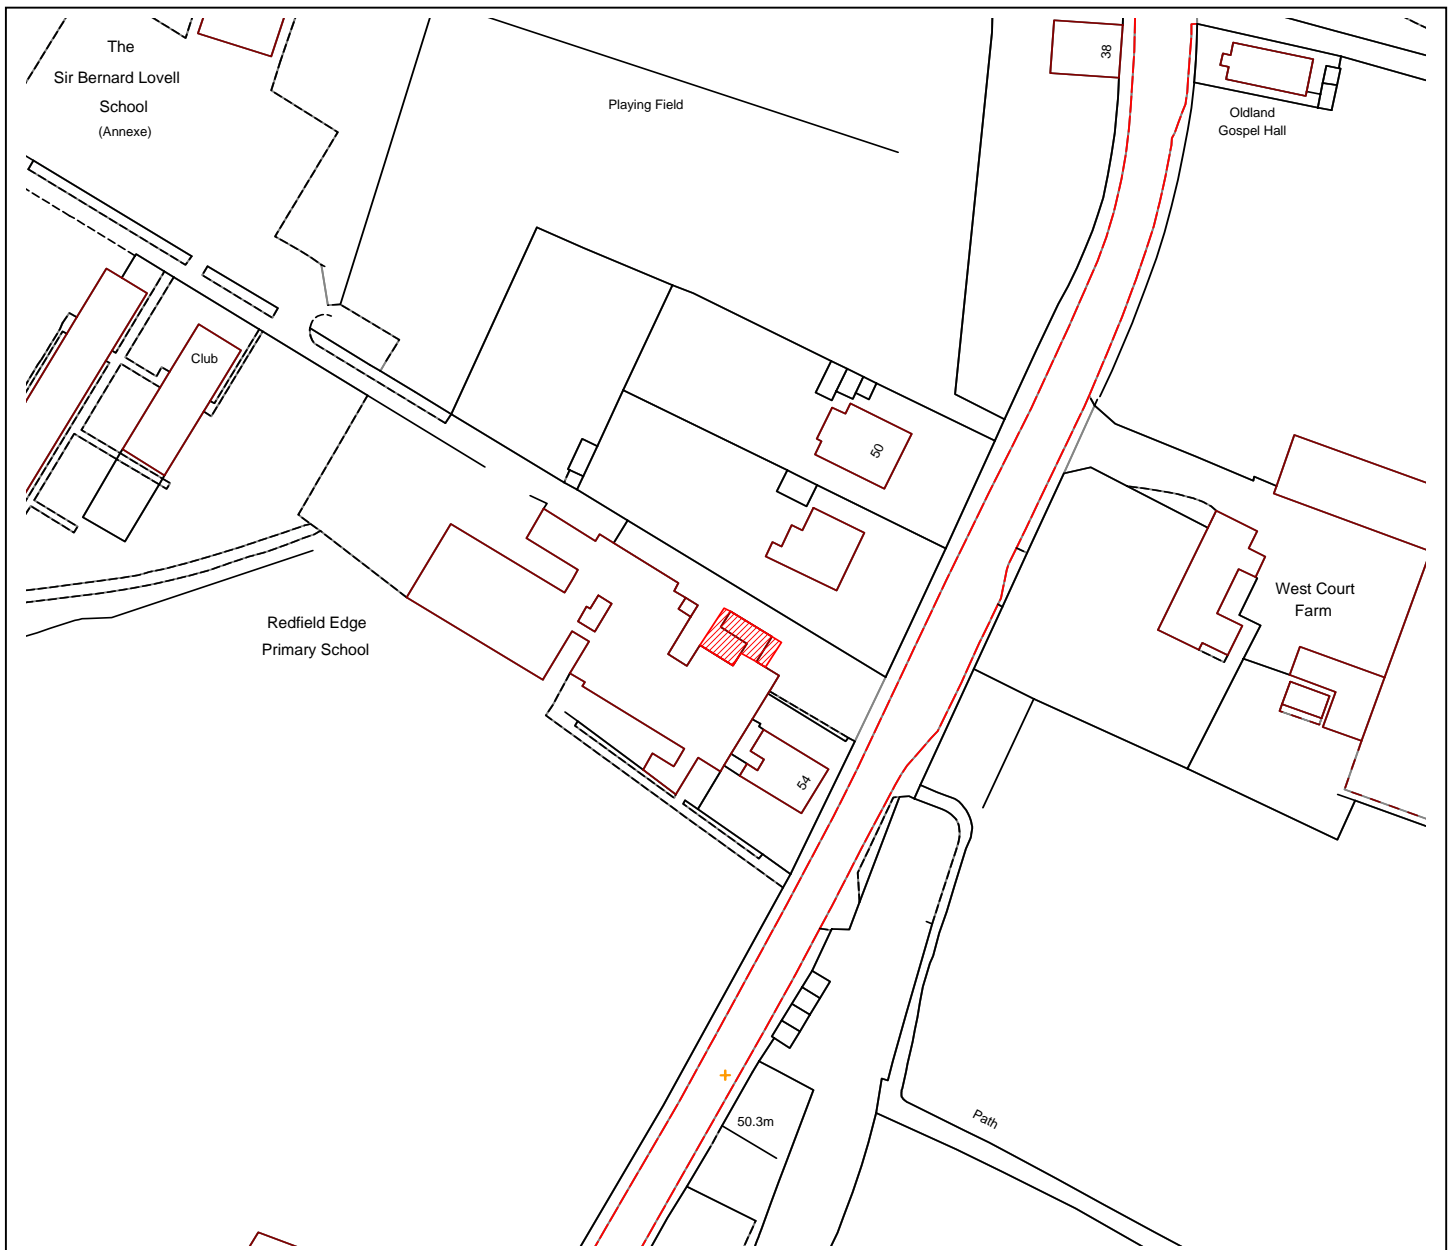 The
Sir Bernard Lovell
School
(Annexe)
Playing Field
38
Oldland
Gospel Hall
Club
50
West Court
Farm
Redfield Edge
Primary School
54
50.3m
Path